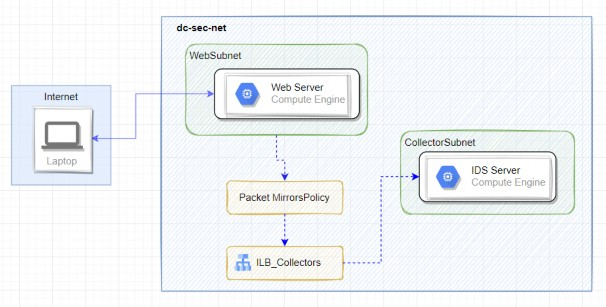 dc-sec-net
WebSubnet
Web Server
Compute Engine
Internet
Laptop
CollectorSubnet
IDS Server
Compute Engine
Packet MirrorsPolicy
ILB_Collectors